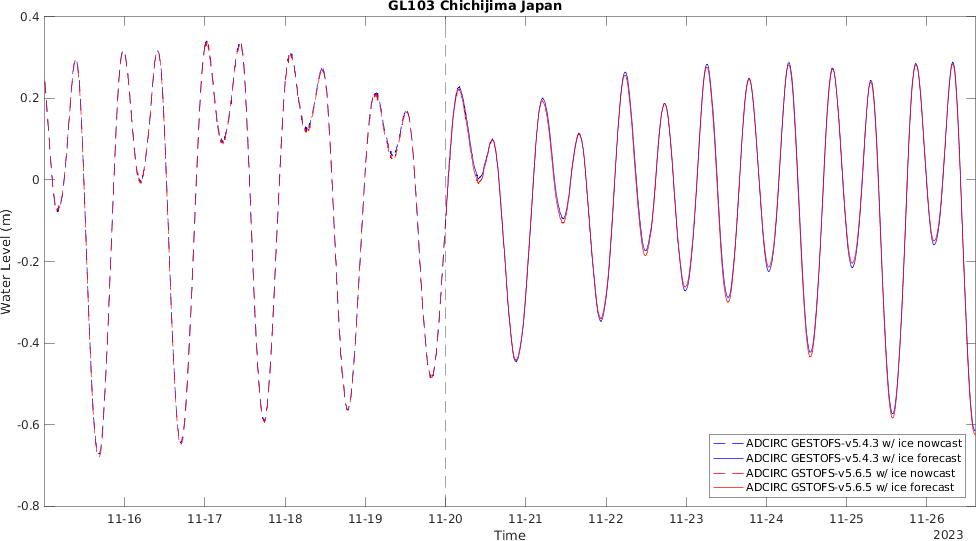 GL103 Chichijima Japan
Water Level (m)
0.4
0.2
0
-0.2
-0.4
-0.6
-0.8
11-16
11-17
11-18
11-19
11-20
11-21
11-22
11-23
11-24
11-25
11-26
2023
Time
ADCIRC GESTOFS-v5.4.3 w/ ice nowcast
ADCIRC GESTOFS-v5.4.3 w/ ice forecast
ADCIRC GSTOFS-v5.6.5 w/ ice nowcast
ADCIRC GSTOFS-v5.6.5 w/ ice forecast